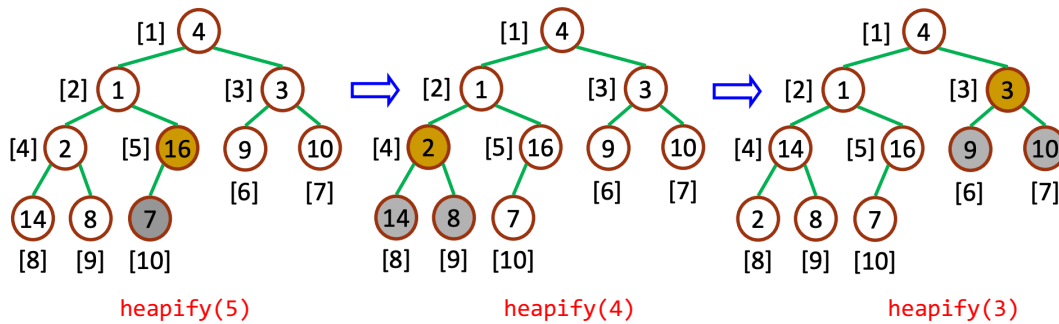 [1] 4 [1] 4 [1] 4
[2] 1 [3] 3 [2] 1 [3] 3 [2] 1 [3] 3
[4] 2 [5] 16 9 10 [4] 2 [5] 16 9 10 [4] 14 [5] 16 9 10
[6] [7] [6] [7] [6] [7]
14 8 7 14 8 7 2 8 7
[8] [9] [10] [8] [9] [10] [8] [9] [10]
heapify(5) heapify(4) heapify(3)